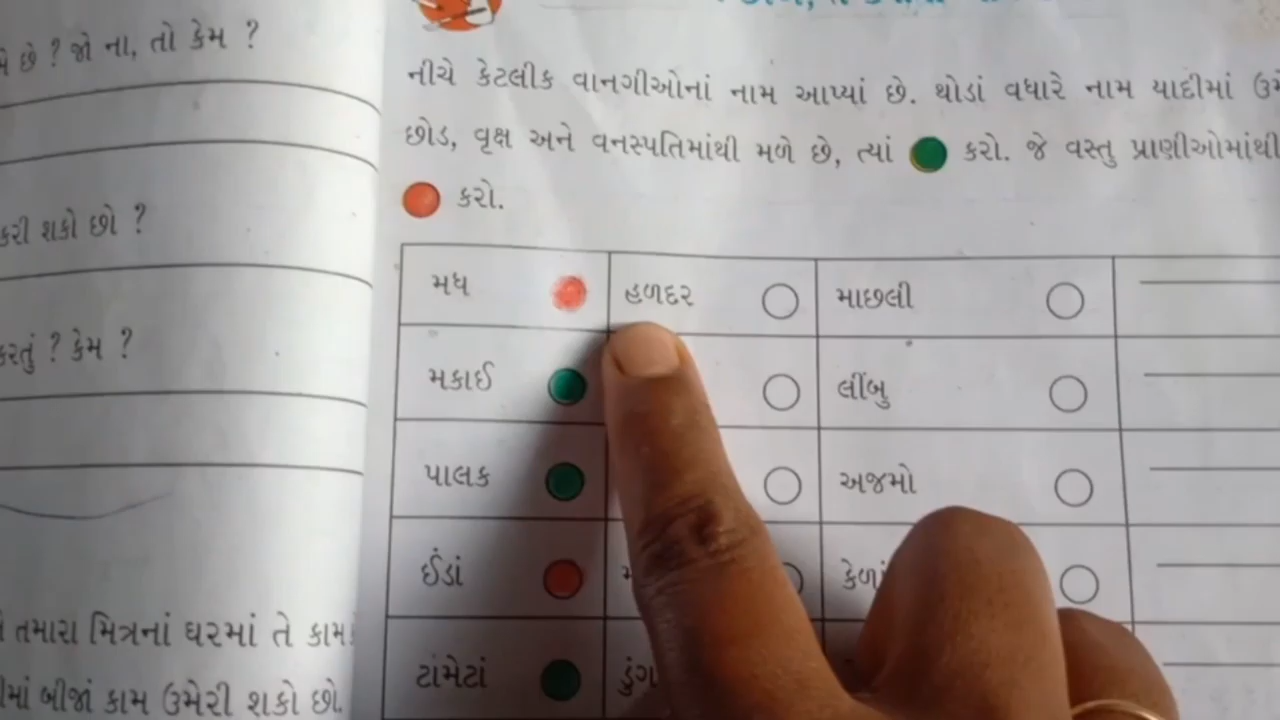 છે ? જો ના, તો કેમ ?
કરી શકો છો ?
કરતું ? કેમ ?
તમારા મિત્રનાં ઘરમાં તે કામ
બીજાં કામ ઉમેરી શકો છો.
નીચે કેટલીક વાનગીઓનાં નામ આપ્યાં છે. થોડાં વધારે નામ યાદીમાં
છોડ, વૃક્ષ અને વનસ્પતિમાંથી મળે છે, ત્યાં કરો. જે વસ્તુ પ્રાણીઓમાંથી
કરો.
મધ હળદર માછલી
મકાઈ લીંબુ
પાલક અજમો
ઈંડાં કેળાં
ટામેટાં